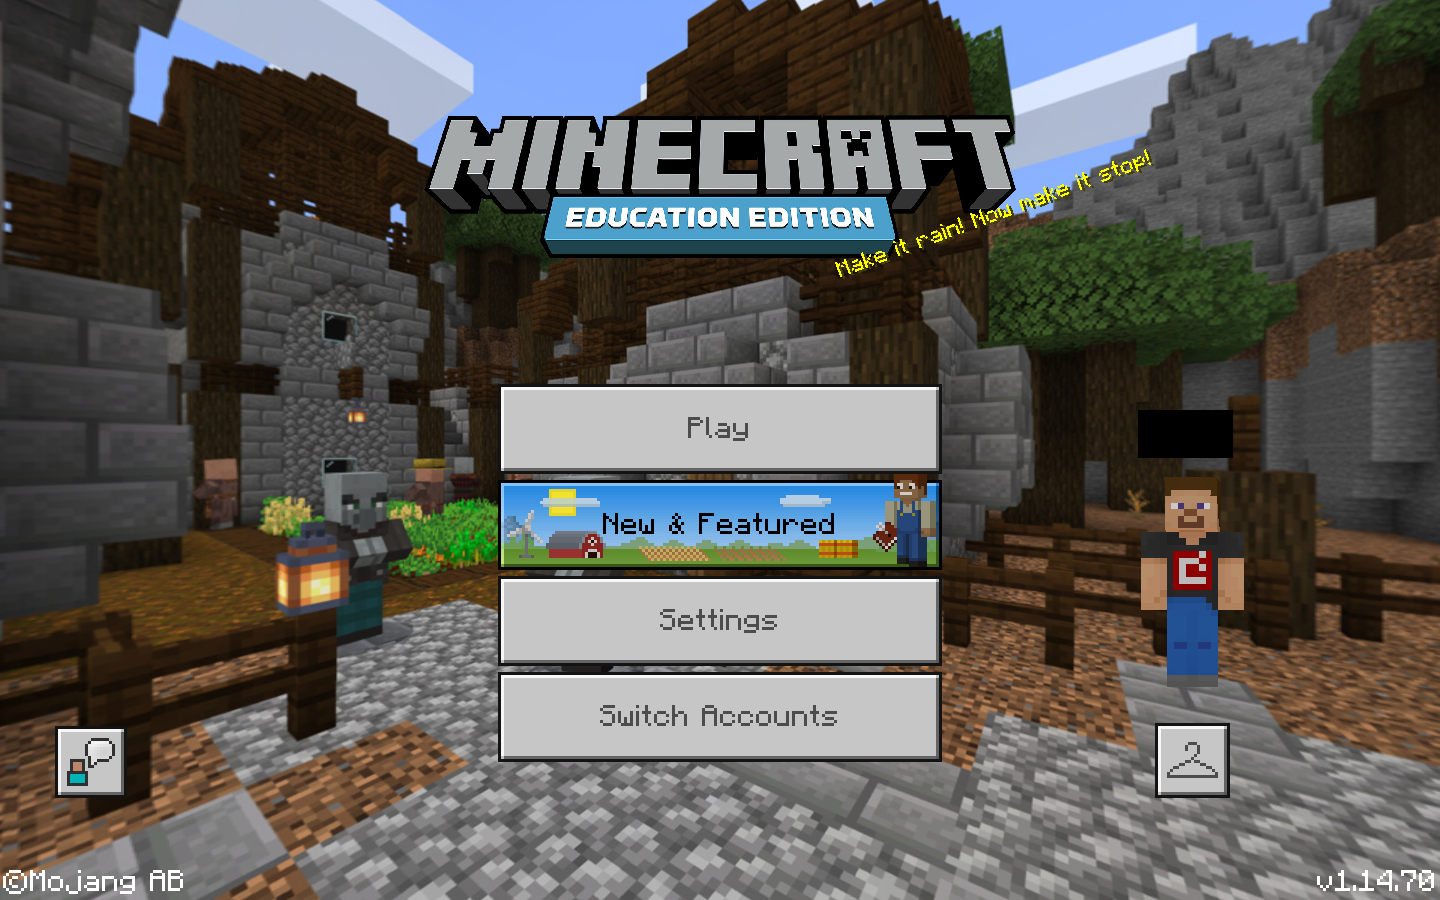 MINECRAFT
EDUCATION EDITION
Make it rain! Now make it stop!
Play
New & Featured
Settings
Switch Accounts
©Mojang AB
v1.14.70